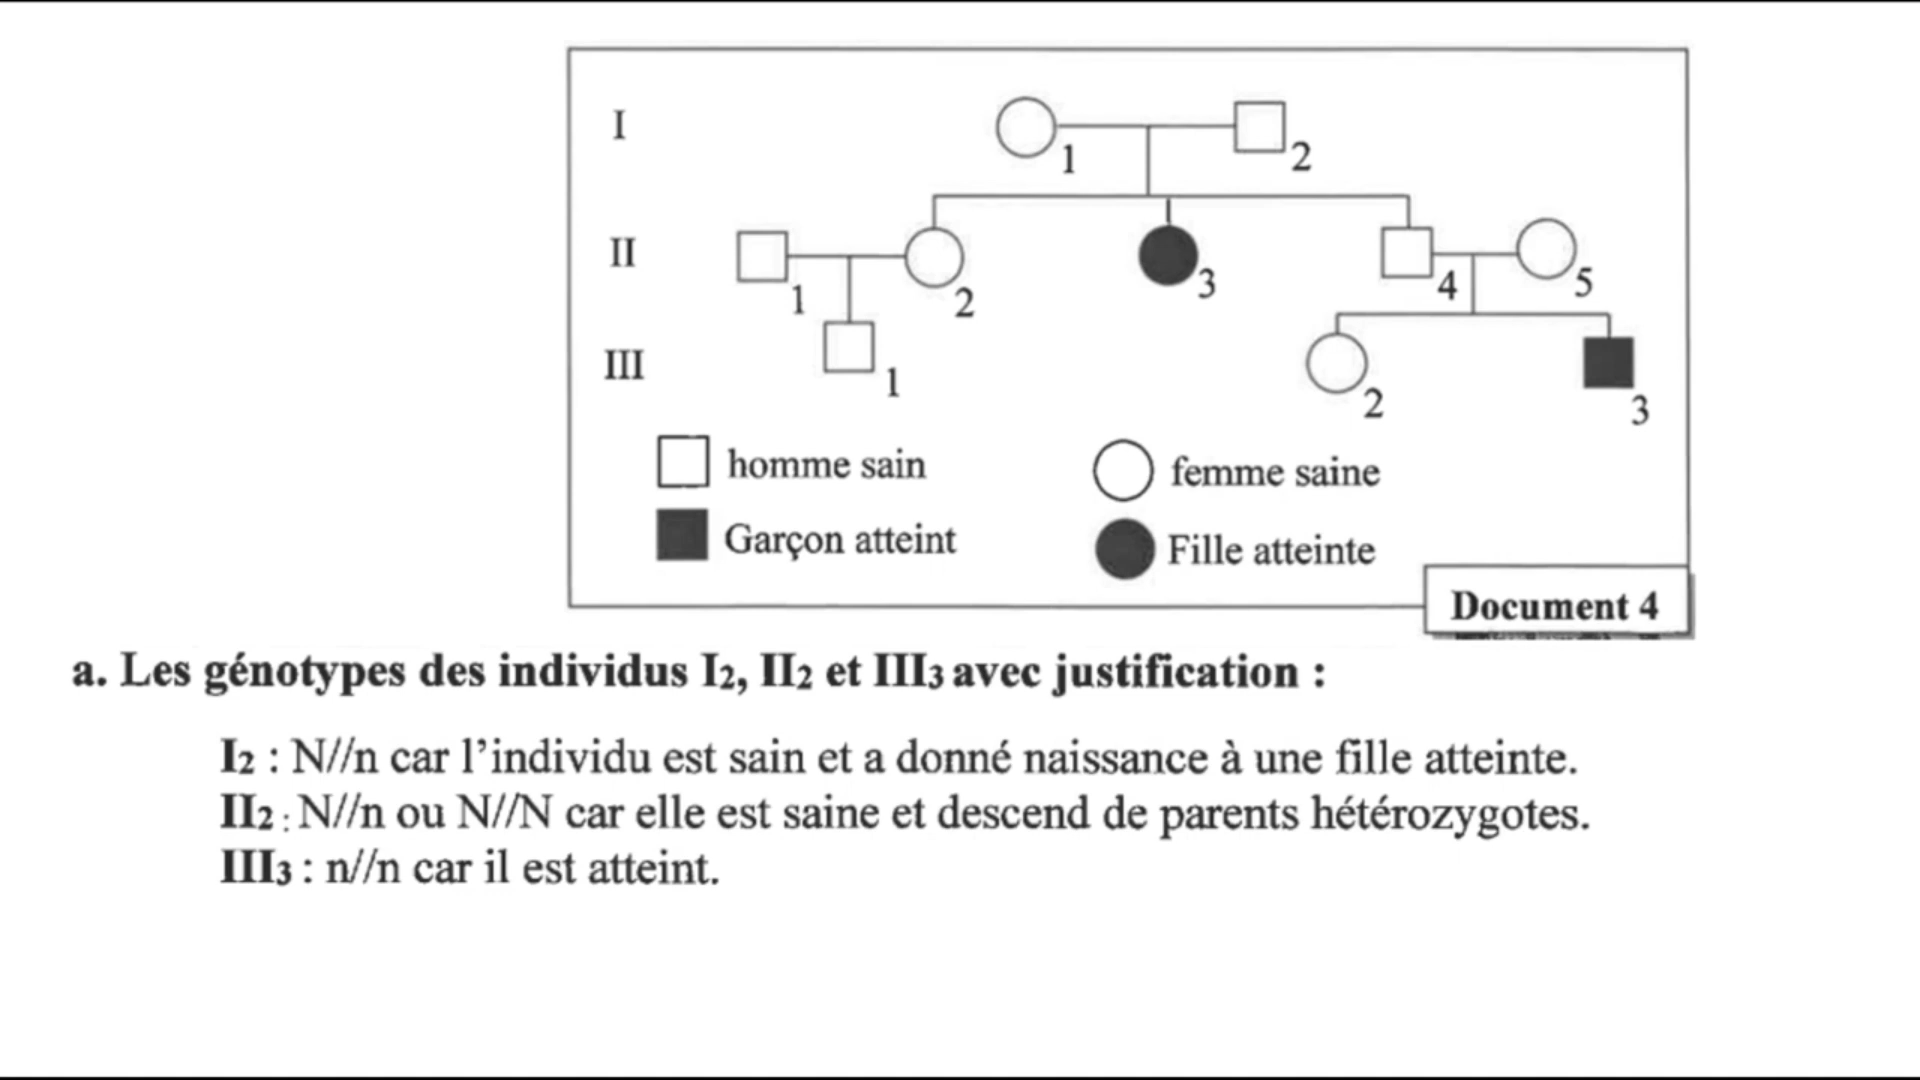 I
1
2
II
1
2
3
4
5
III
1
2
3
homme sain
femme saine
Garçon atteint
Fille atteinte
Document 4
a. Les génotypes des individus I2, II2 et III3 avec justification :
I2 : N//n car l’individu est sain et a donné naissance à une fille atteinte.
II2 : N//n ou N//N car elle est saine et descend de parents hétérozygotes.
III3 : n//n car il est atteint.